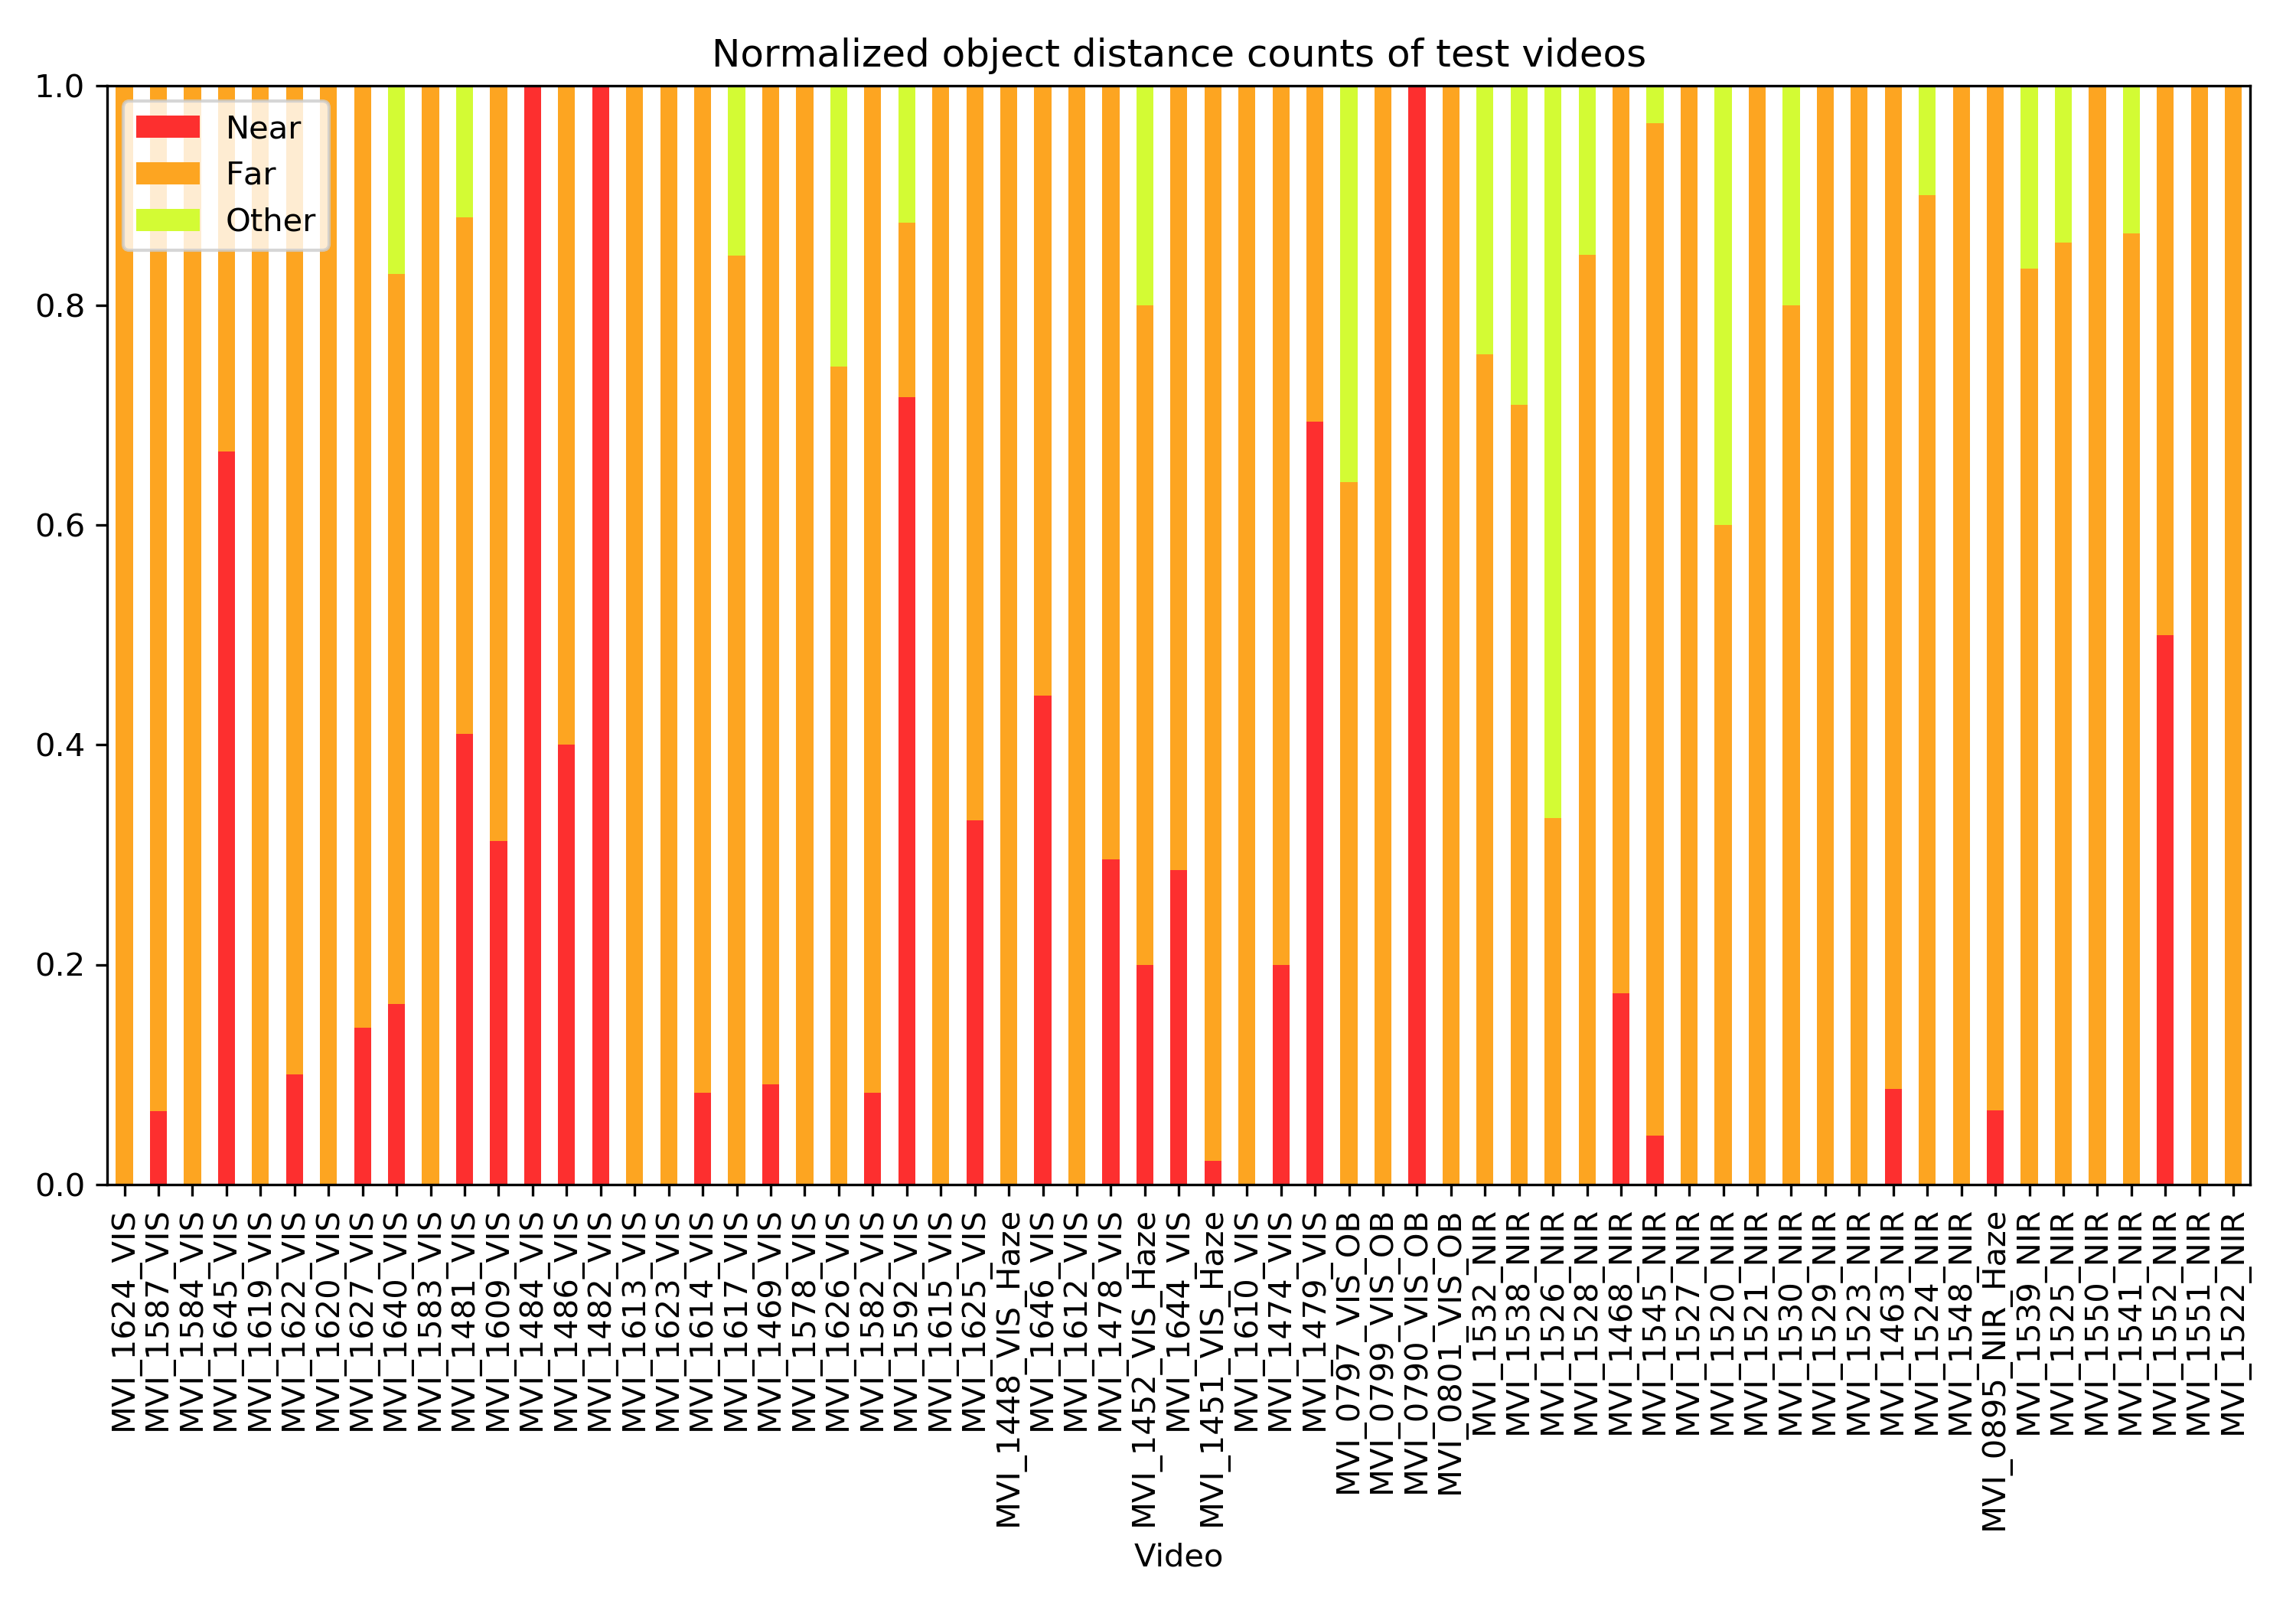 Normalized object distance counts of test videos
1.0
0.8
0.6
0.4
0.2
0.0
Near
Far
Other
MVI_1624_VIS
MVI_1587_VIS
MVI_1584_VIS
MVI_1645_VIS
MVI_1619_VIS
MVI_1622_VIS
MVI_1620_VIS
MVI_1627_VIS
MVI_1640_VIS
MVI_1583_VIS
MVI_1481_VIS
MVI_1609_VIS
MVI_1484_VIS
MVI_1486_VIS
MVI_1482_VIS
MVI_1613_VIS
MVI_1623_VIS
MVI_1614_VIS
MVI_1617_VIS
MVI_1469_VIS
MVI_1578_VIS
MVI_1626_VIS
MVI_1582_VIS
MVI_1592_VIS
MVI_1615_VIS
MVI_1625_VIS
MVI_1448_VIS_Haze
MVI_1646_VIS
MVI_1612_VIS
MVI_1478_VIS
MVI_1452_VIS_Haze
MVI_1644_VIS
MVI_1451_VIS_Haze
MVI_1610_VIS
MVI_1474_VIS
MVI_1479_VIS
MVI_0797_VIS_OB
MVI_0799_VIS_OB
MVI_0790_VIS_OB
MVI_0801_VIS_OB
MVI_1532_NIR
MVI_1538_NIR
MVI_1526_NIR
MVI_1528_NIR
MVI_1468_NIR
MVI_1545_NIR
MVI_1527_NIR
MVI_1520_NIR
MVI_1521_NIR
MVI_1530_NIR
MVI_1529_NIR
MVI_1523_NIR
MVI_1463_NIR
MVI_1524_NIR
MVI_1548_NIR
MVI_0895_NIR_Haze
MVI_1539_NIR
MVI_1525_NIR
MVI_1550_NIR
MVI_1541_NIR
MVI_1552_NIR
MVI_1551_NIR
MVI_1522_NIR
Video